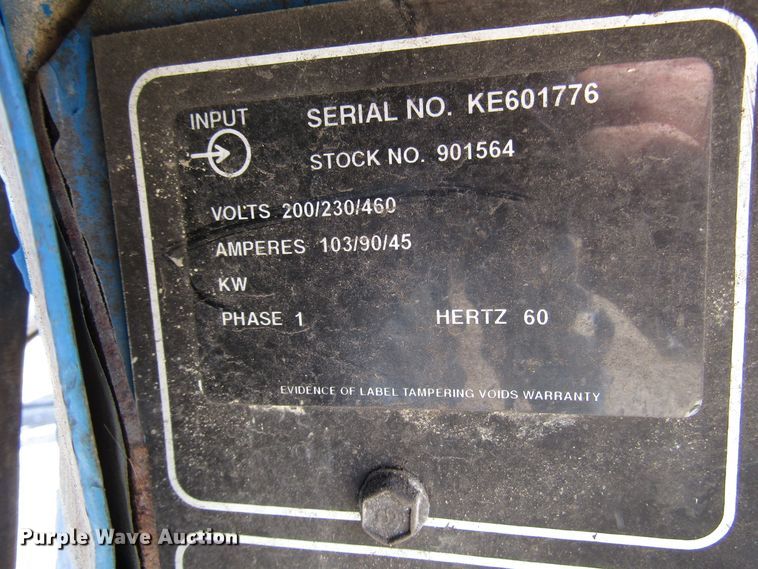 INPUT
SERIAL NO. KE601776
STOCK NO. 901564
VOLTS 200/230/460
AMPERES 103/90/45
KW
PHASE 1 HERTZ 60
EVIDENCE OF LABEL TAMPERING VOIDS WARRANTY
Purple Wave Auction